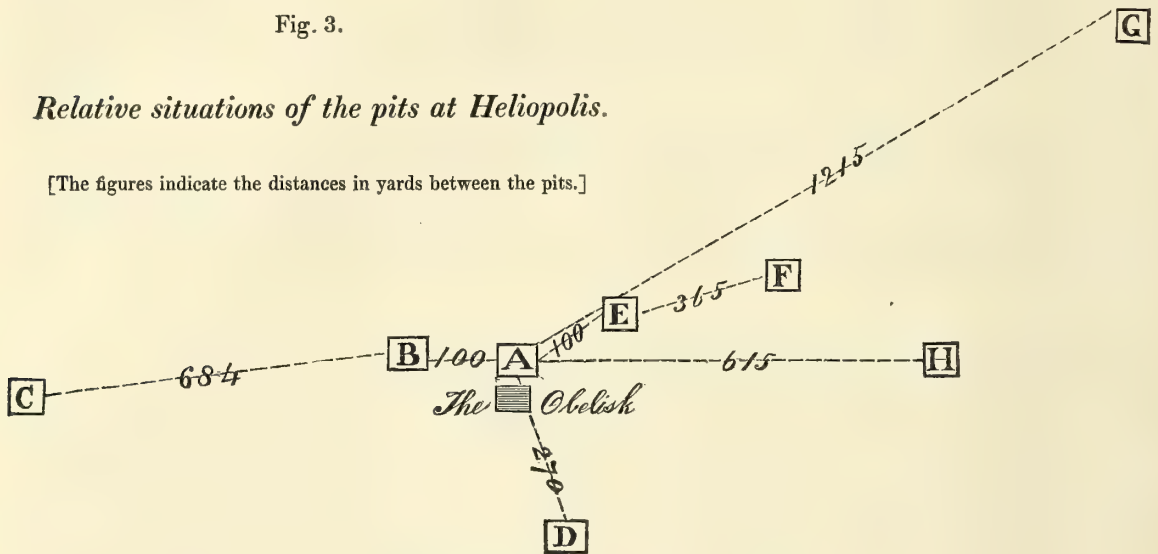 Fig. 3.
G
Relative situations of the pits at Heliopolis.
[The figures indicate the distances in yards between the pits.]
1215
F
365
E
100
B 100 A 615 H
684
C
The Obelisk
270
D